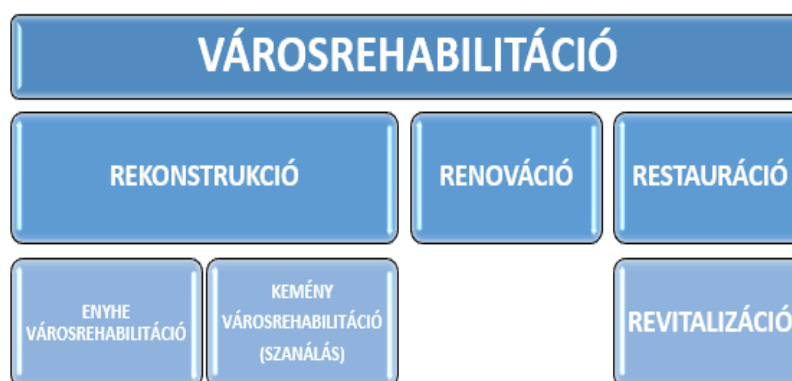 VÁROSREHABILITÁCIÓ
REKONSTRUKCIÓ
RENOVÁCIÓ
RESTAURÁCIÓ
ENYHE
VÁROSREHABILITÁCIÓ
KEMÉNY
VÁROSREHABILITÁCIÓ
(SZANÁLÁS)
REVITALIZÁCIÓ